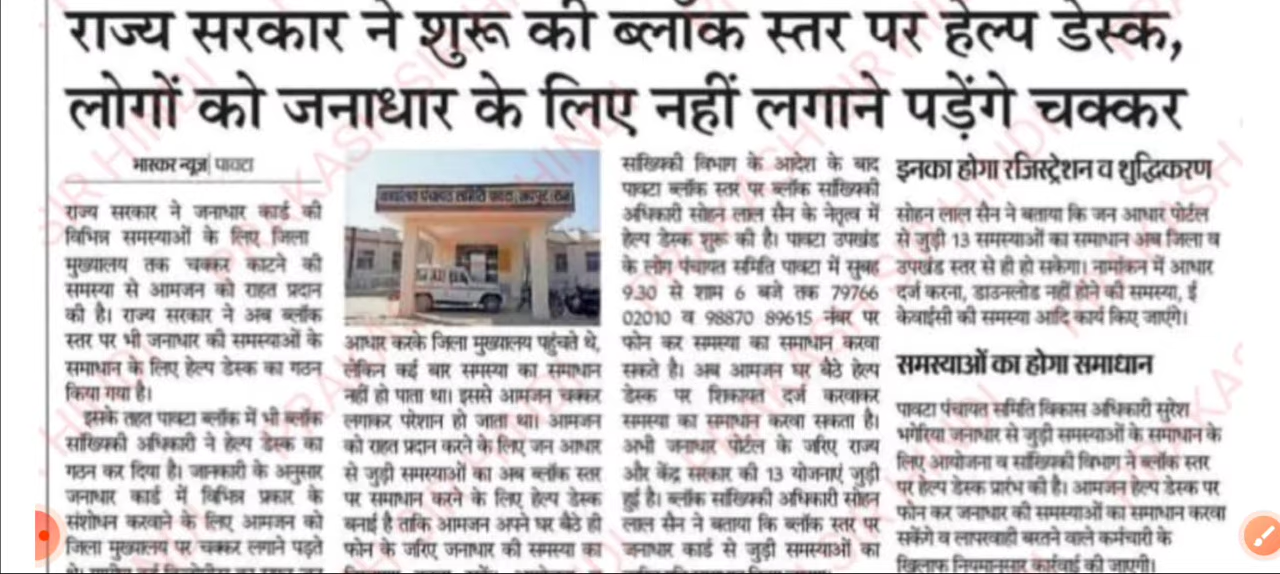 राज्य सरकार ने शुरू की ब्लॉक स्तर पर हेल्प डेस्क,
लोगों को जनाधार के लिए नहीं लगाने पड़ेंगे चक्कर
भास्कर न्यूज | पावटा
राज्य सरकार ने जनाधार कार्ड की
विभिन्न समस्याओं के लिए जिला
मुख्यालय तक चक्कर काटने की
समस्या से आमजन को राहत प्रदान
की है। राज्य सरकार ने अब ब्लॉक
स्तर पर भी जनाधार की समस्याओं के
समाधान के लिए हेल्प डेस्क का गठन
किया गया है।
इसके तहत पावटा ब्लॉक में भी ब्लॉक
सांख्यिकी अधिकारी ने हेल्प डेस्क का
गठन कर दिया है। जानकारी के अनुसार
जनाधार कार्ड में विभिन्न प्रकार के
संशोधन करवाने के लिए आमजन को
जिला मुख्यालय पर चक्कर लगाने पड़ते
कार्यालय पंचायत समिति पावटा, जयपुर
आधार करके जिला मुख्यालय पहुंचते थे,
लेकिन कई बार समस्या का समाधान
नहीं हो पाता था। इससे आमजन चक्कर
लगाकर परेशान हो जाता था। आमजन
को राहत प्रदान करने के लिए जन आधार
से जुड़ी समस्याओं का अब ब्लॉक स्तर
पर समाधान करने के लिए हेल्प डेस्क
बनाई है ताकि आमजन अपने घर बैठे ही
फोन के जरिए जनाधार की समस्या का
सांख्यिकी विभाग के आदेश के बाद
पावटा ब्लॉक स्तर पर ब्लॉक सांख्यिकी
अधिकारी सोहन लाल सैन के नेतृत्व में
हेल्प डेस्क शुरू की है। पावटा उपखंड
के लोग पंचायत समिति पावटा में सुबह
9.30 से शाम 6 बजे तक 79766
02010 व 98870 89615 नंबर पर
फोन कर समस्या का समाधान करवा
सकते है। अब आमजन घर बैठे हेल्प
डेस्क पर शिकायत दर्ज करवाकर
समस्या का समाधान करवा सकता है।
अभी जनाधार पोर्टल के जरिए राज्य
और केंद्र सरकार की 13 योजनाएं जुड़ी
हुई है। ब्लॉक सांख्यिकी अधिकारी सोहन
लाल सैन ने बताया कि ब्लॉक स्तर पर
जनाधार कार्ड से जुड़ी समस्याओं का
इनका होगा रजिस्ट्रेशन व शुद्धिकरण
सोहन लाल सैन ने बताया कि जन आधार पोर्टल
से जुड़ी 13 समस्याओं का समाधान अब जिला व
उपखंड स्तर से ही हो सकेगा। नामांकन में आधार
दर्ज करना, डाउनलोड नहीं होने की समस्या, ई
केवाईसी की समस्या आदि कार्य किए जाएंगे।
समस्याओं का होगा समाधान
पावटा पंचायत समिति विकास अधिकारी सुरेश
भगेरिया जनाधार से जुड़ी समस्याओं के समाधान के
लिए आयोजना व सांख्यिकी विभाग ने ब्लॉक स्तर
पर हेल्प डेस्क प्रारंभ की है। आमजन हेल्प डेस्क पर
फोन कर जनाधार की समस्याओं का समाधान करवा
सकेंगे व लापरवाही बरतने वाले कर्मचारी के
खिलाफ नियमानुसार कार्रवाई की जाएगी।